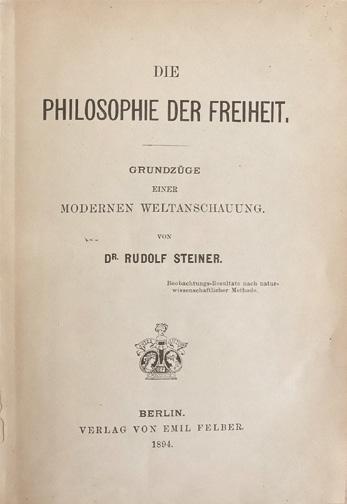 DIE
PHILOSOPHIE DER FREIHEIT.
GRUNDZÜGE
EINER
MODERNEN WELTANSCHAUUNG.
VON
DR. RUDOLF STEINER.
Beobachtungs-Resultate nach natur-
wissenschaftlicher Methode.
BERLIN.
VERLAG VON EMIL FELBER.
1894.